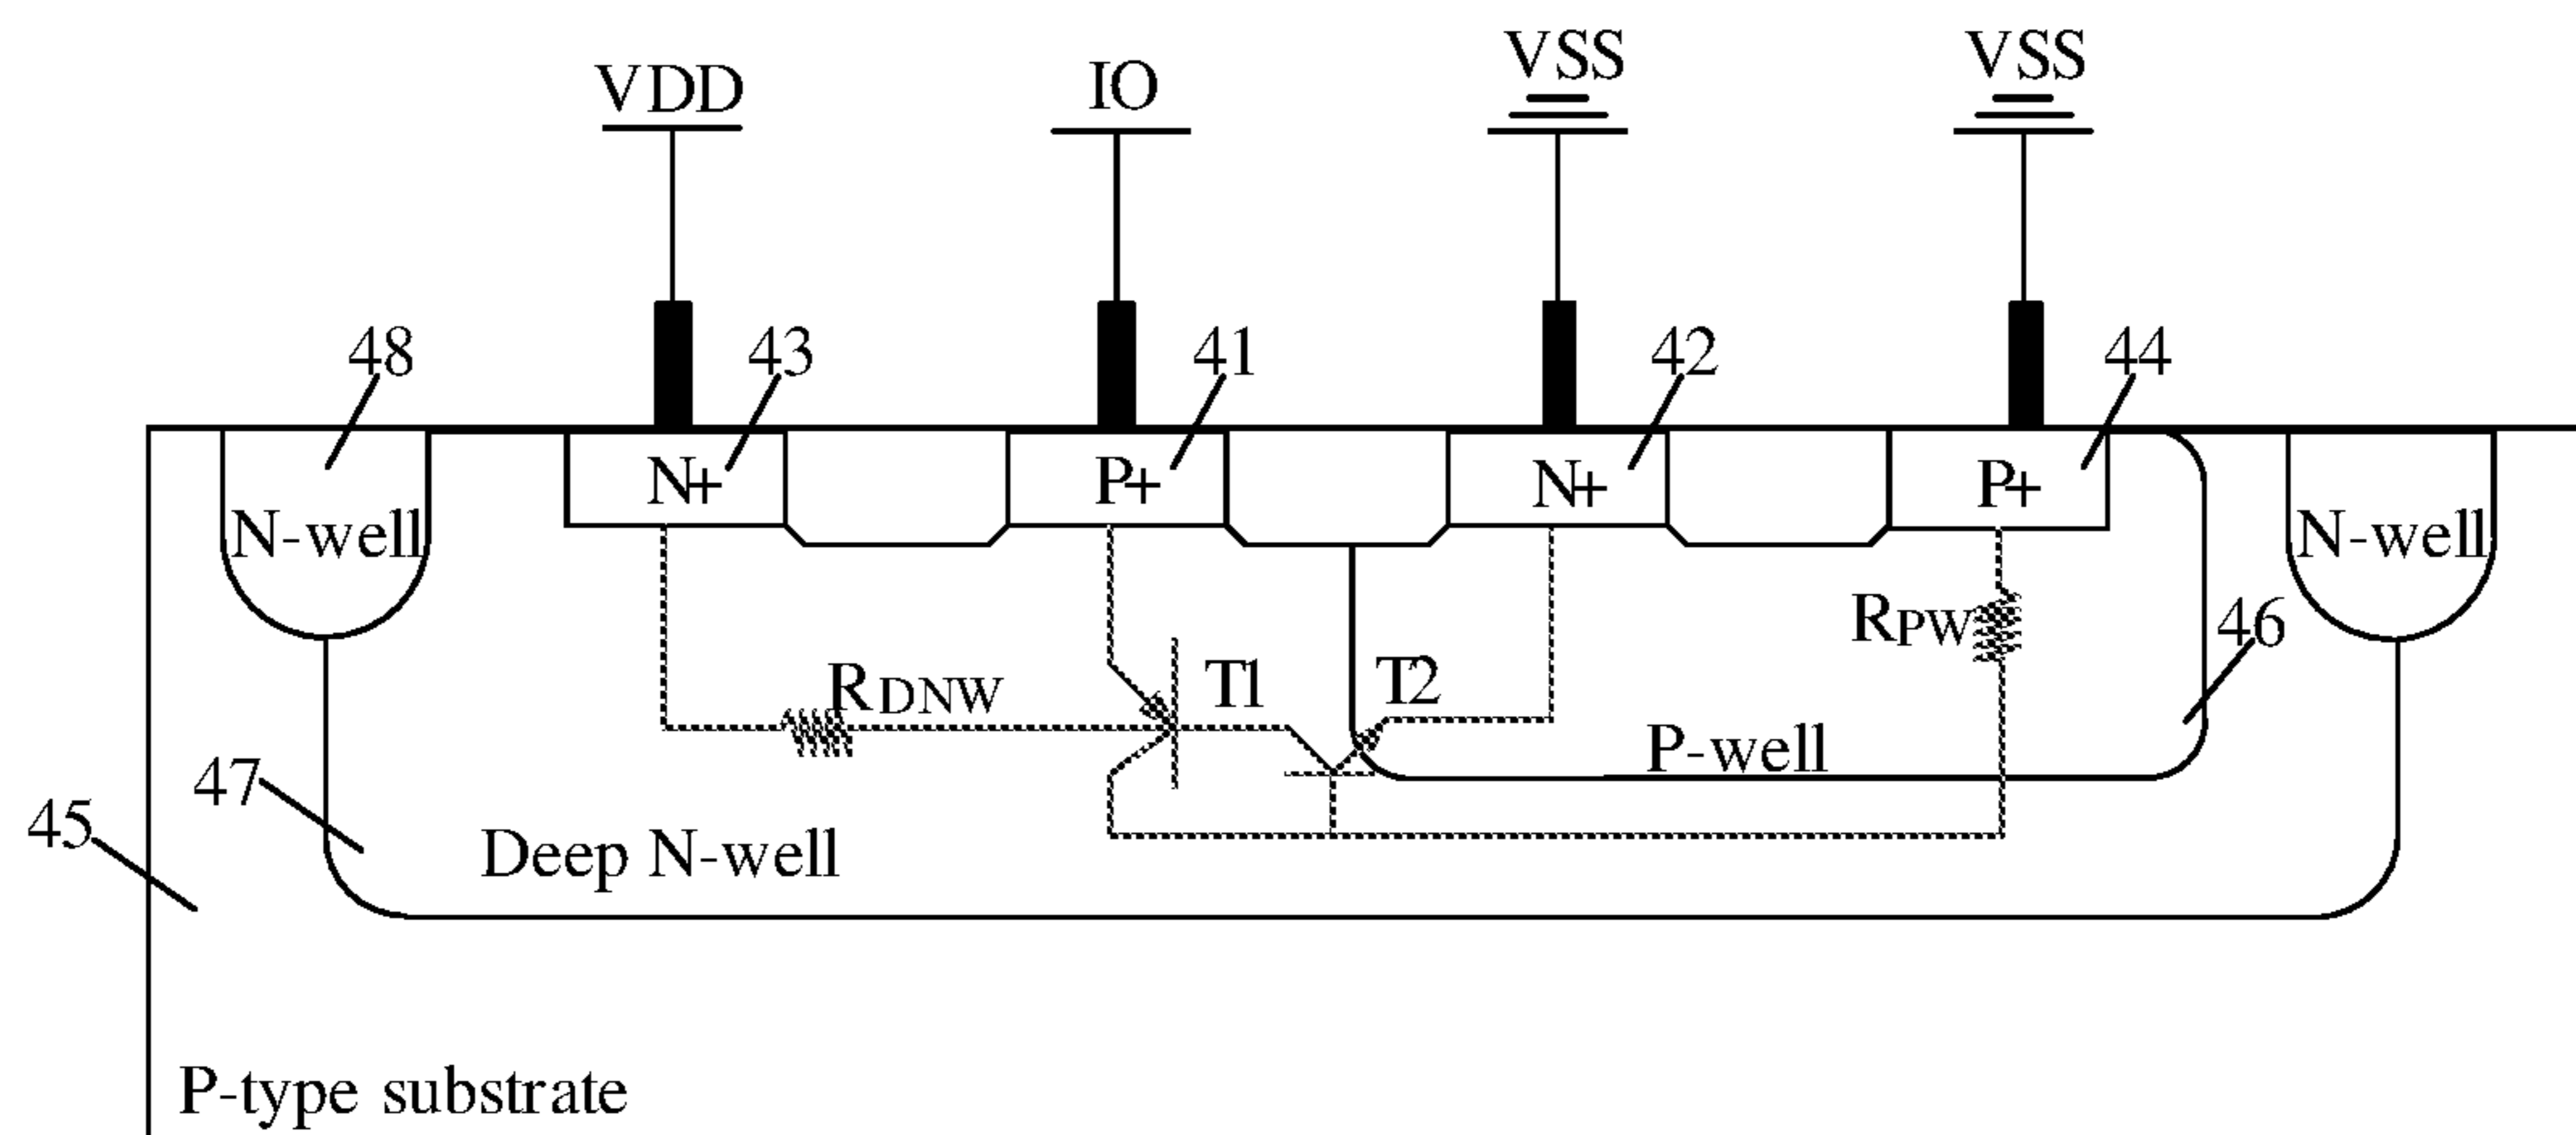 VDD
IO
VSS
VSS
48
43
41
42
44
N+
P+
N+
P+
N-well
N-well
RPW
46
RDNW
T1
T2
P-well
47
45
Deep N-well
P-type substrate